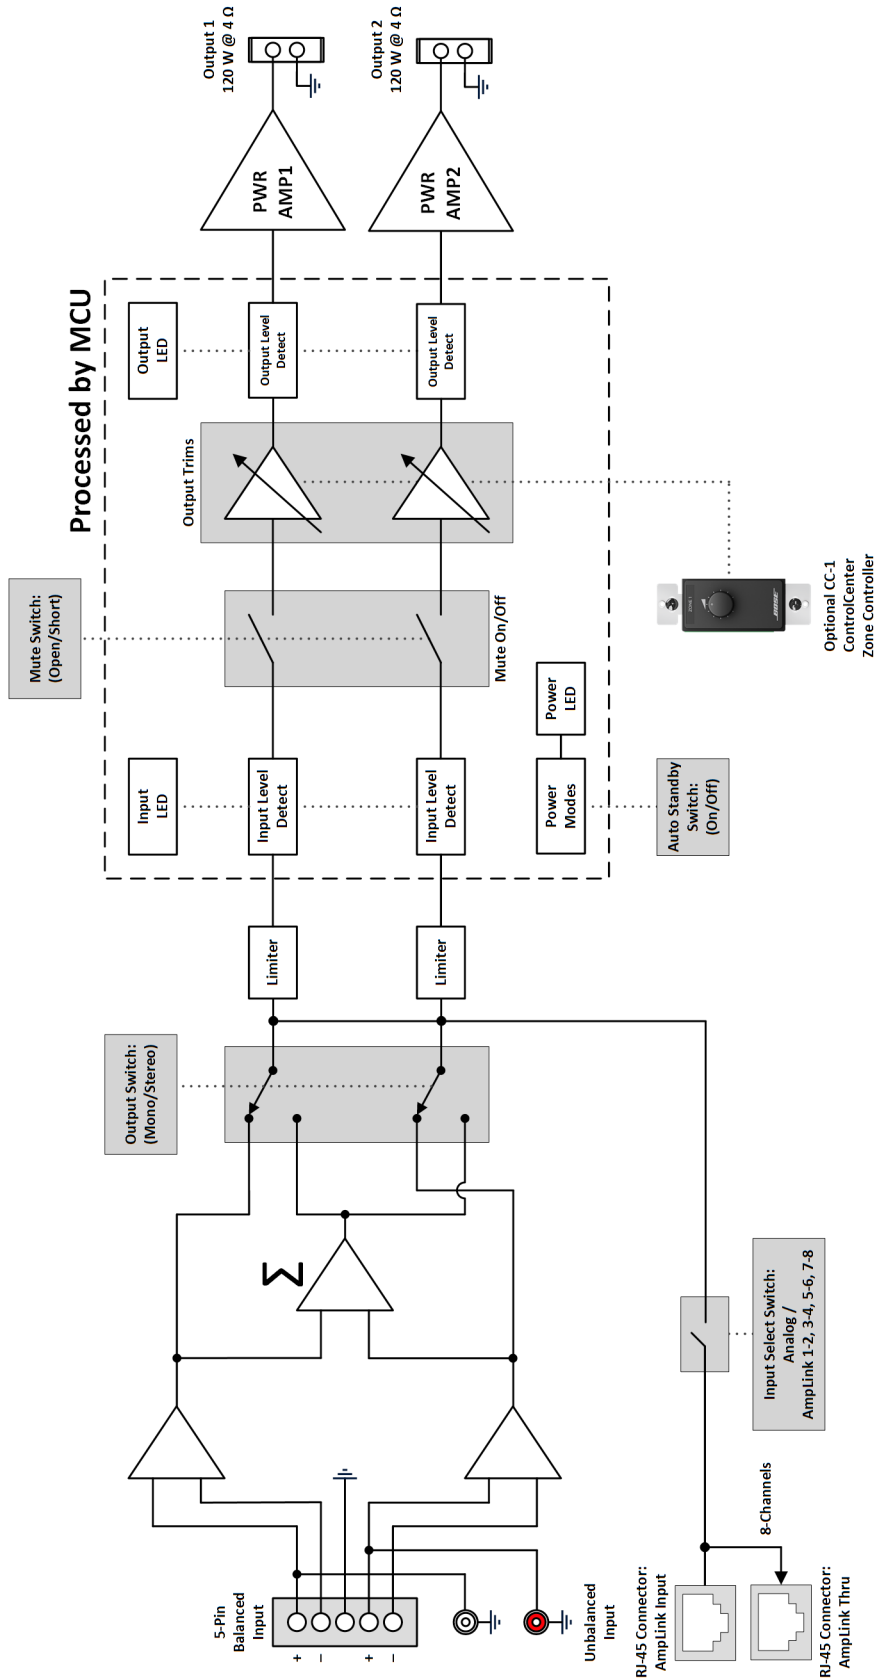 Output 1
120 W @ 4 Ω
Output 2
120 W @ 4 Ω
PWR
AMP1
PWR
AMP2
Processed by MCU
Output
LED
Output Level
Detect
Output Level
Detect
Output Trims
Mute Switch:
(Open/Short)
Mute On/Off
Optional CC-1
ControlCenter
Zone Controller
ZONE 1
BOSE
Input
LED
Input Level
Detect
Input Level
Detect
Power
LED
Power
Modes
Auto Standby
Switch:
(On/Off)
Limiter
Limiter
Output Switch:
(Mono/Stereo)
Σ
Input Select Switch:
Analog /
AmpLink 1-2, 3-4, 5-6, 7-8
8-Channels
5-Pin
Balanced
Input
+
–
+
–
Unbalanced
Input
RJ-45 Connector:
AmpLink Input
RJ-45 Connector:
AmpLink Thru